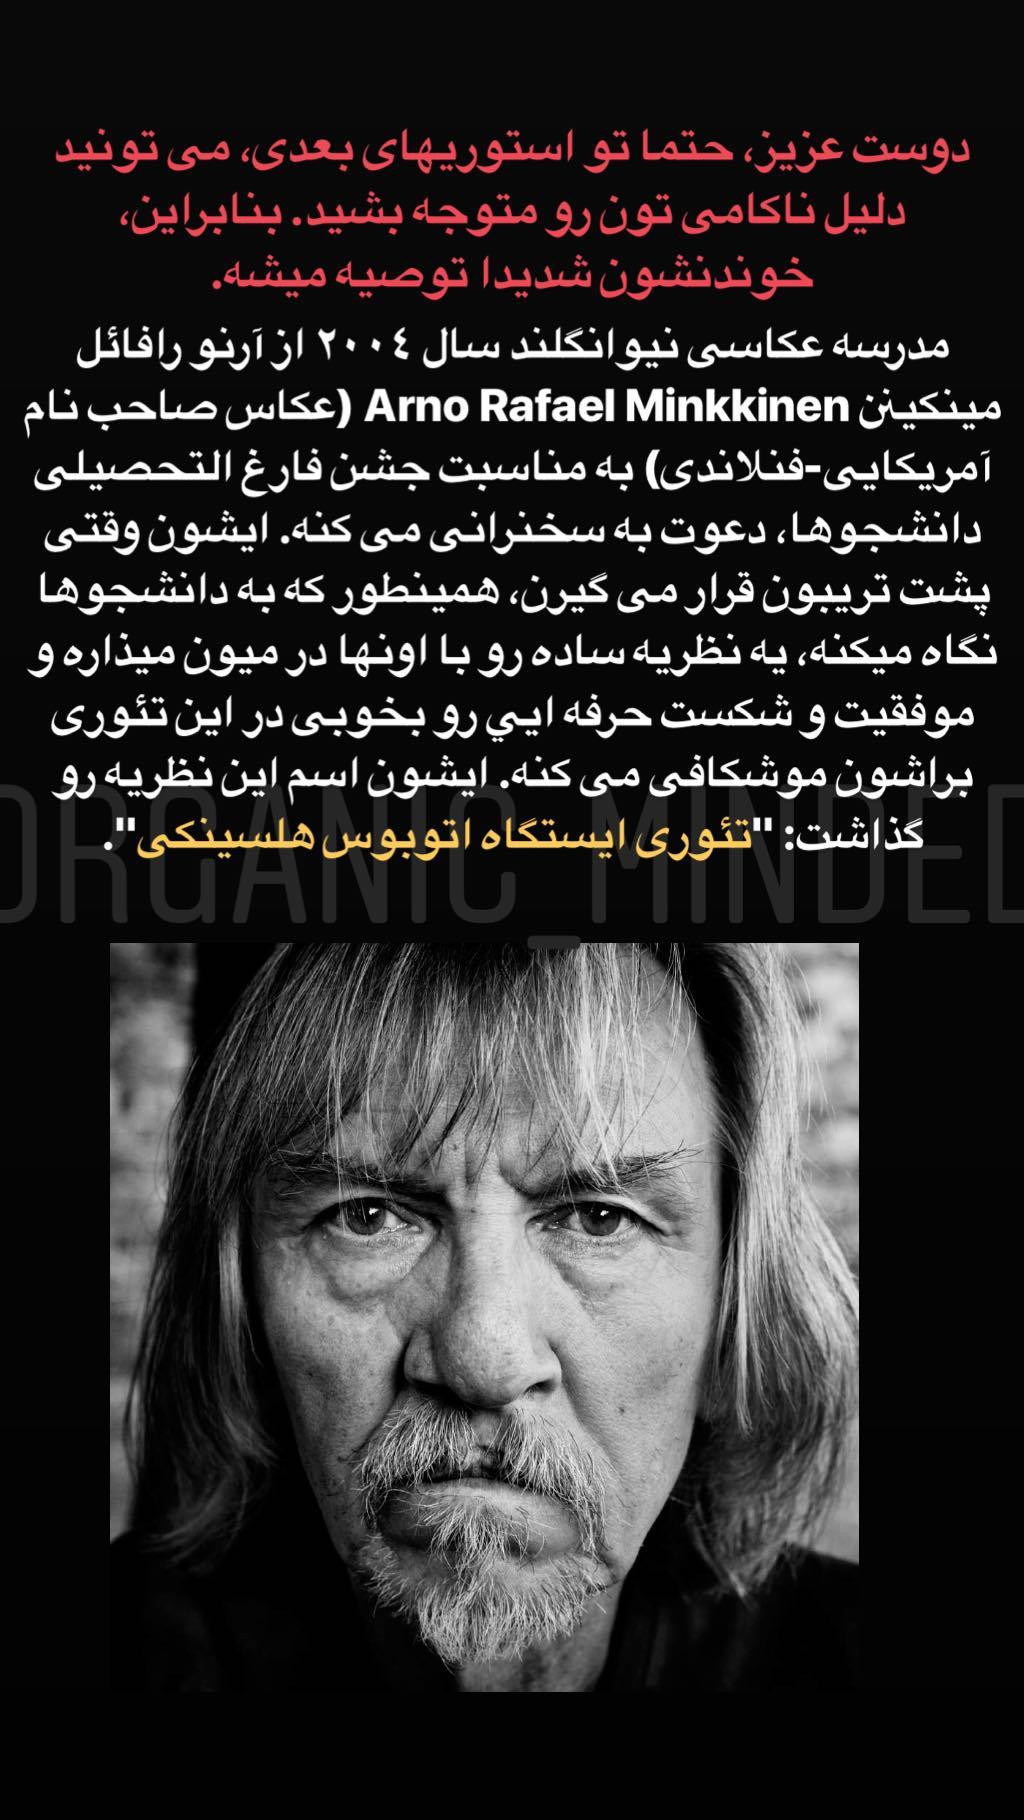 دوست عزیز، حتما تو استوریهای بعدی، می تونید
دلیل ناکامی تون رو متوجه بشید. بنابراین،
خوندنشون شدیدا توصیه میشه.
مدرسه عکاسی نیوانگلند سال ٢٠٠٤ از آرنو رافائل
مینکینن Arno Rafael Minkkinen (عکاس صاحب نام
آمریکایی-فنلاندی) به مناسبت جشن فارغ التحصیلی
دانشجوها، دعوت به سخنرانی می کنه. ایشون وقتی
پشت تریبون قرار می گیرن، همینطور که به دانشجوها
نگاه میکنه، یه نظریه ساده رو با اونها در میون میذاره و
موفقیت و شکست حرفه ایي رو بخوبی در این تئوری
براشون موشکافی می کنه. ایشون اسم این نظریه رو
گذاشت: "تئوری ایستگاه اتوبوس هلسینکی".
ORGANIC_MINDED